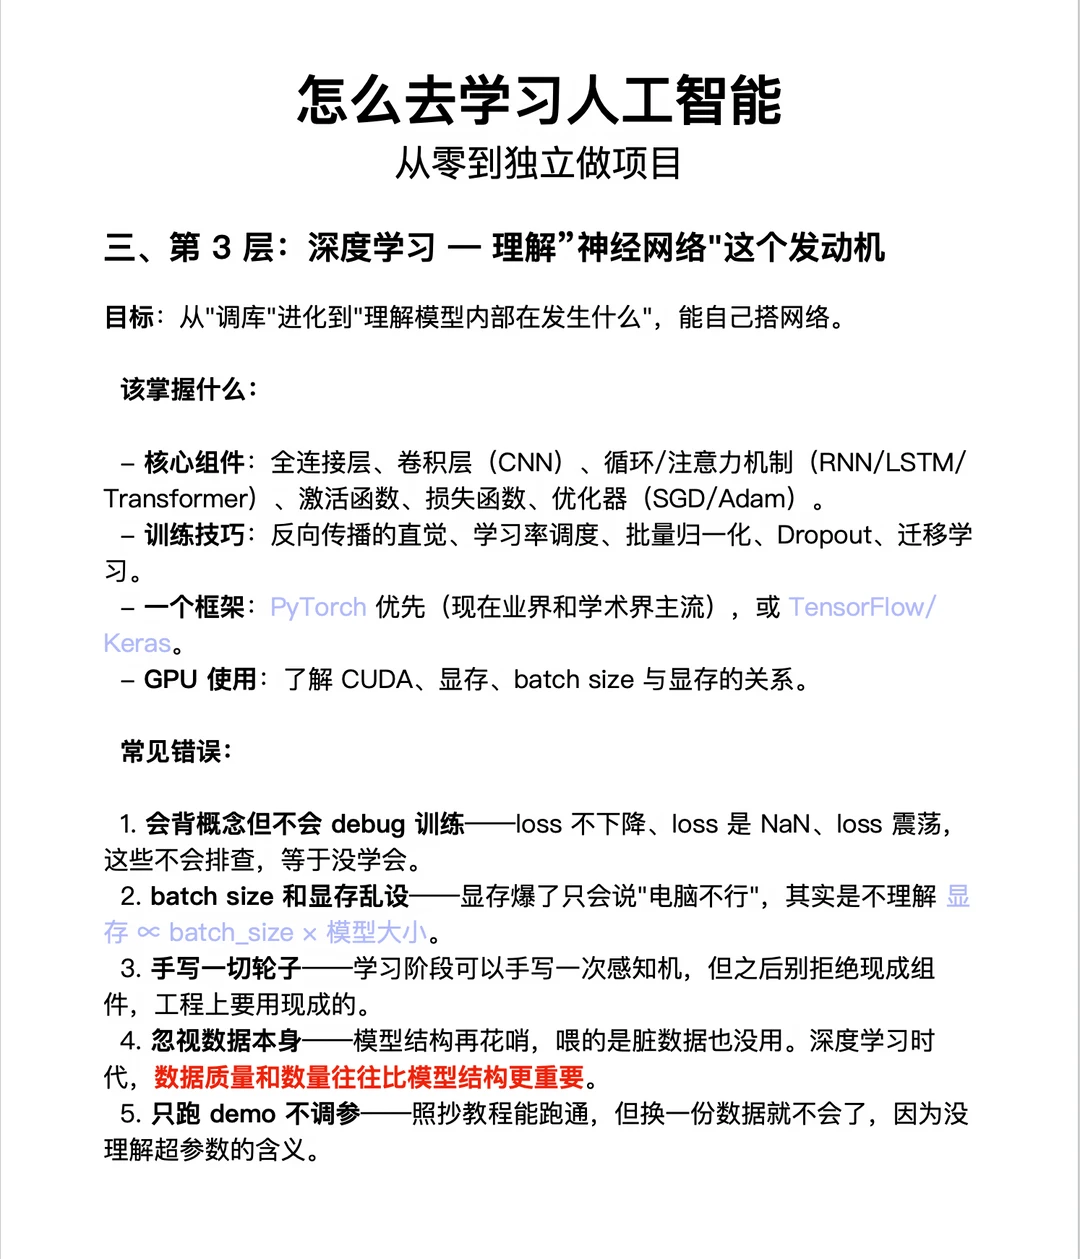 怎么去学习人工智能
从零到独立做项目
三、第 3 层：深度学习 — 理解”神经网络"这个发动机
目标：从"调库"进化到"理解模型内部在发生什么"，能自己搭网络。
该掌握什么：
– 核心组件：全连接层、卷积层（CNN）、循环/注意力机制（RNN/LSTM/
Transformer）、激活函数、损失函数、优化器（SGD/Adam）。
– 训练技巧：反向传播的直觉、学习率调度、批量归一化、Dropout、迁移学
习。
– 一个框架：PyTorch 优先（现在业界和学术界主流），或 TensorFlow/
Keras。
– GPU 使用：了解 CUDA、显存、batch size 与显存的关系。
常见错误：
1. 会背概念但不会 debug 训练——loss 不下降、loss 是 NaN、loss 震荡，
这些不会排查，等于没学会。
2. batch size 和显存乱设——显存爆了只会说"电脑不行"，其实是不理解 显
存 ∝ batch_size × 模型大小。
3. 手写一切轮子——学习阶段可以手写一次感知机，但之后别拒绝现成组
件，工程上要用现成的。
4. 忽视数据本身——模型结构再花哨，喂的是脏数据也没用。深度学习时
代，数据质量和数量往往比模型结构更重要。
5. 只跑 demo 不调参——照抄教程能跑通，但换一份数据就不会了，因为没
理解超参数的含义。